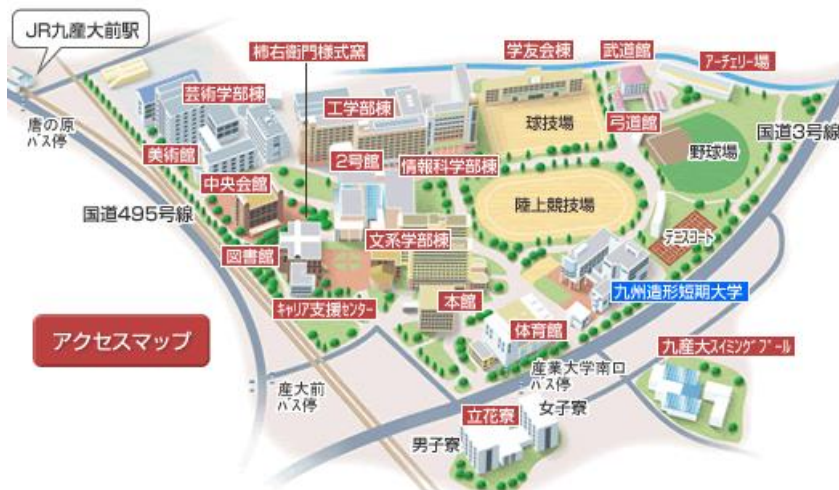 JR九産大前駅
柿右衛門様式窯
学友会棟
武道館
アーチェリー場
芸術学部棟
工学部棟
唐の原
バス停
球技場
弓道館
国道3号線
美術館
2号館
情報科学部棟
野球場
中央会館
国道495号線
陸上競技場
文系学部棟
テニスコート
図書館
九州造形短期大学
キャリア支援センター
本館
体育館
アクセスマップ
九産大スイミングプール
産大前
バス停
産業大学南口
バス停
立花寮
女子寮
男子寮